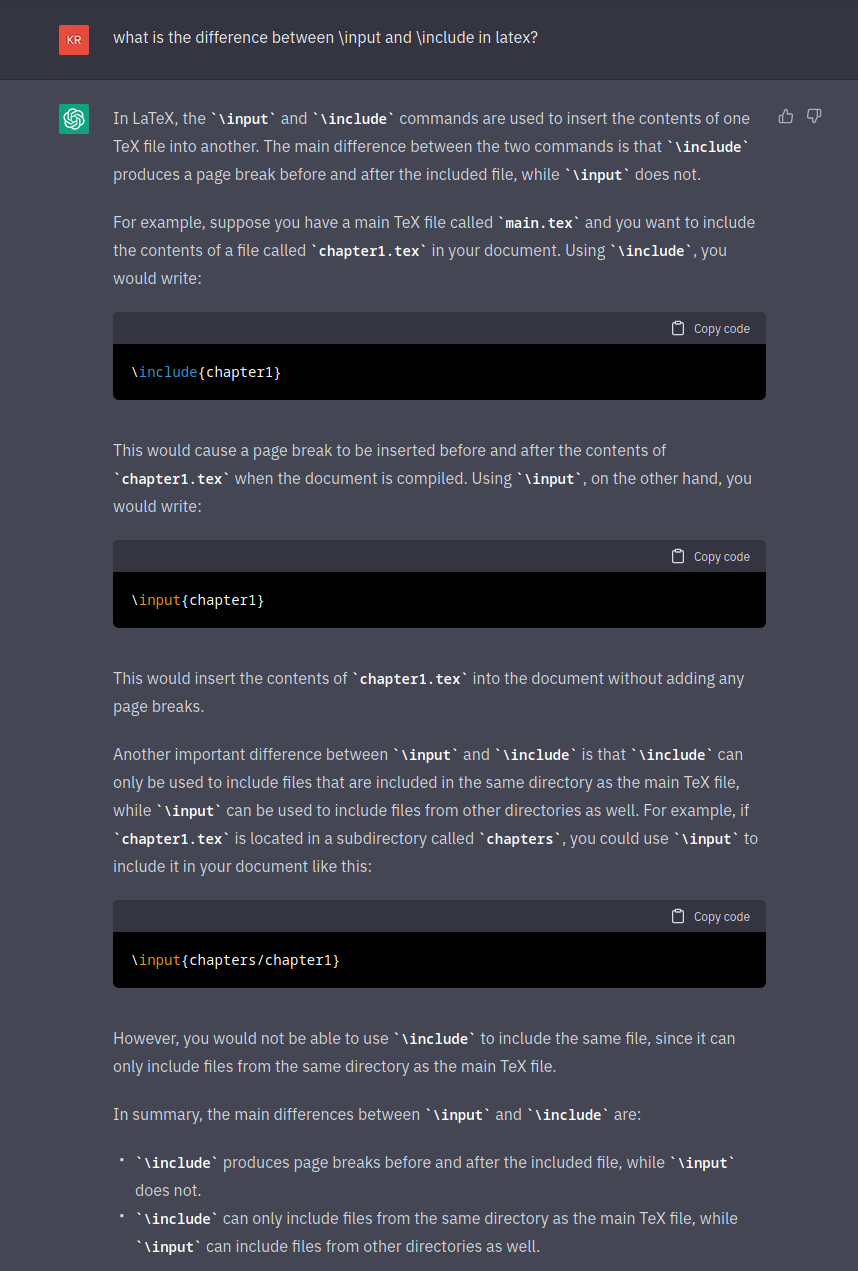 KR
what is the difference between \input and \include in latex?
In LaTeX, the `\input` and `\include` commands are used to insert the contents of one
TeX file into another. The main difference between the two commands is that `\include`
produces a page break before and after the included file, while `\input` does not.
For example, suppose you have a main TeX file called `main.tex` and you want to include
the contents of a file called `chapter1.tex` in your document. Using `\include`, you
would write:
Copy code
\include{chapter1}
This would cause a page break to be inserted before and after the contents of
`chapter1.tex` when the document is compiled. Using `\input`, on the other hand, you
would write:
Copy code
\input{chapter1}
This would insert the contents of `chapter1.tex` into the document without adding any
page breaks.
Another important difference between `\input` and `\include` is that `\include` can
only be used to include files that are included in the same directory as the main TeX file,
while `\input` can be used to include files from other directories as well. For example, if
`chapter1.tex` is located in a subdirectory called `chapters`, you could use `\input` to
include it in your document like this:
Copy code
\input{chapters/chapter1}
However, you would not be able to use `\include` to include the same file, since it can
only include files from the same directory as the main TeX file.
In summary, the main differences between `\input` and `\include` are:
• `\include` produces page breaks before and after the included file, while `\input`
does not.
• `\include` can only include files from the same directory as the main TeX file, while
`\input` can include files from other directories as well.